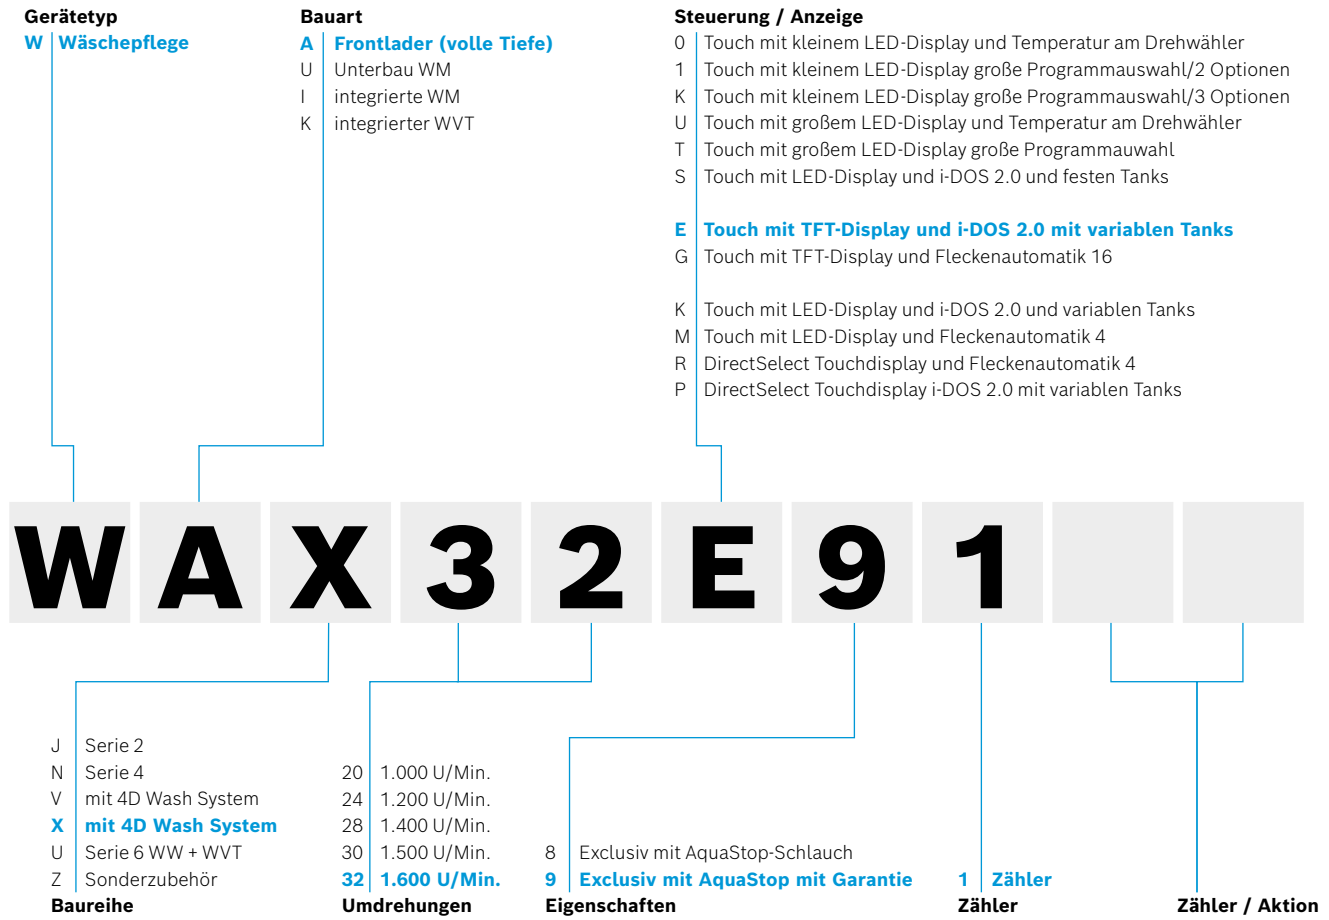 Gerätetyp
W Wäschepflege
Bauart
A Frontlader (volle Tiefe)
U Unterbau WM
I integrierte WM
K integrierter WVT
Steuerung / Anzeige
0 Touch mit kleinem LED-Display und Temperatur am Drehwähler
1 Touch mit kleinem LED-Display große Programmauswahl/2 Optionen
K Touch mit kleinem LED-Display große Programmauswahl/3 Optionen
U Touch mit großem LED-Display und Temperatur am Drehwähler
T Touch mit großem LED-Display große Programmauwahl
S Touch mit LED-Display und i-DOS 2.0 und festen Tanks
E Touch mit TFT-Display und i-DOS 2.0 mit variablen Tanks
G Touch mit TFT-Display und Fleckenautomatik 16
K Touch mit LED-Display und i-DOS 2.0 und variablen Tanks
M Touch mit LED-Display und Fleckenautomatik 4
R DirectSelect Touchdisplay und Fleckenautomatik 4
P DirectSelect Touchdisplay i-DOS 2.0 mit variablen Tanks
W A X 3 2 E 9 1
J Serie 2
N Serie 4
V mit 4D Wash System
X mit 4D Wash System
U Serie 6 WW + WVT
Z Sonderzubehör
Baureihe
20 1.000 U/Min.
24 1.200 U/Min.
28 1.400 U/Min.
30 1.500 U/Min.
32 1.600 U/Min.
Umdrehungen
8 Exclusiv mit AquaStop-Schlauch
9 Exclusiv mit AquaStop mit Garantie
Eigenschaften
1 Zähler
Zähler
Zähler / Aktion